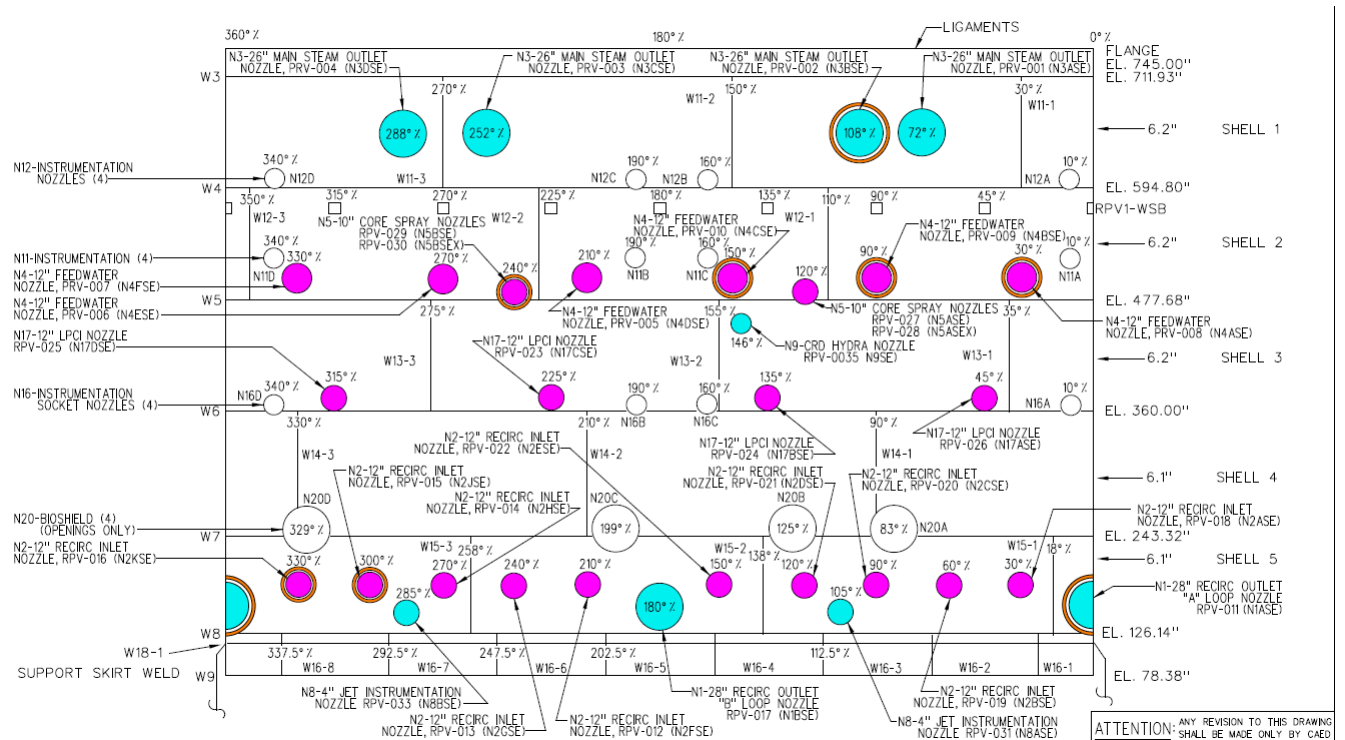 360° %
180° %
LIGAMENTS
0° %
N3-26" MAIN STEAM OUTLET
NOZZLE, PRV-004 (N3DSE)
N3-26" MAIN STEAM OUTLET
NOZZLE, PRV-003 (N3CSE)
N3-26" MAIN STEAM OUTLET
NOZZLE, PRV-002 (N3BSE)
N3-26" MAIN STEAM OUTLET
NOZZLE, PRV-001 (N3ASE)
FLANGE
EL. 745.00"
EL. 711.93"
W3
270° %
W11-2
150° %
30° %
W11-1
288° %
252° %
108° %
72° %
6.2" SHELL 1
N12-INSTRUMENTATION
NOZZLES (4)
340° %
N12D
W11-3
190° %
N12C
160° %
N12B
10° %
N12A
W4
EL. 594.80"
350° %
315° %
270° %
225° %
180° %
135° %
110° %
90° %
45° %
RPV1-WSB
W12-3
N5-10" CORE SPRAY NOZZLES
RPV-029 (N5BSE)
RPV-030 (N5BSEX)
W12-2
N4-12" FEEDWATER
NOZZLE, PRV-010 (N4CSE)
W12-1
N4-12" FEEDWATER
NOZZLE, PRV-009 (N4BSE)
6.2" SHELL 2
N11-INSTRUMENTATION (4)
340° %
N11D
190° %
N11B
160° %
N11C
10° %
N11A
N4-12" FEEDWATER
NOZZLE, PRV-007 (N4FSE)
330° %
270° %
240° %
210° %
150° %
120° %
90° %
30° %
N4-12" FEEDWATER
NOZZLE, PRV-006 (N4ESE)
W5
EL. 477.68"
275° %
N4-12" FEEDWATER
NOZZLE, PRV-005 (N4DSE)
155° %
N5-10" CORE SPRAY NOZZLES
RPV-027 (N5ASE)
RPV-028 (N5ASEX)
35° %
N4-12" FEEDWATER
NOZZLE, PRV-008 (N4ASE)
N17-12" LPCI NOZZLE
RPV-025 (N17DSE)
N17-12" LPCI NOZZLE
RPV-023 (N17CSE)
146° %
N9-CRD HYDRA NOZZLE
RPV-0035 N9SE)
W13-3
W13-2
W13-1
6.2" SHELL 3
N16-INSTRUMENTATION
SOCKET NOZZLES (4)
340° %
N16D
315° %
225° %
190° %
N16B
160° %
N16C
135° %
45° %
10° %
N16A
W6
EL. 360.00"
330° %
210° %
90° %
N2-12" RECIRC INLET
NOZZLE, RPV-022 (N2ESE)
N17-12" LPCI NOZZLE
RPV-024 (N17BSE)
N17-12" LPCI NOZZLE
RPV-026 (N17ASE)
W14-3
W14-2
W14-1
N2-12" RECIRC INLET
NOZZLE, RPV-015 (N2JSE)
N2-12" RECIRC INLET
NOZZLE, RPV-014 (N2HSE)
N2-12" RECIRC INLET
NOZZLE, RPV-021 (N2DSE)
N2-12" RECIRC INLET
NOZZLE, RPV-020 (N2CSE)
6.1" SHELL 4
N20-BIOSHIELD (4)
(OPENINGS ONLY)
N20D
329° %
N20C
199° %
N20B
125° %
83° %
N20A
N2-12" RECIRC INLET
NOZZLE, RPV-018 (N2ASE)
W7
EL. 243.32"
N2-12" RECIRC INLET
NOZZLE, RPV-016 (N2KSE)
W15-3
258° %
W15-2
138° %
W15-1
18° %
6.1" SHELL 5
330° %
300° %
270° %
240° %
210° %
150° %
120° %
90° %
60° %
30° %
285° %
180° %
105° %
N1-28" RECIRC OUTLET
"A" LOOP NOZZLE
RPV-011 (N1ASE)
W8
EL. 126.14"
W18-1
337.5° %
292.5° %
247.5° %
202.5° %
112.5° %
SUPPORT SKIRT WELD
W9
W16-8
W16-7
W16-6
W16-5
W16-4
W16-3
W16-2
W16-1
EL. 78.38"
N8-4" JET INSTRUMENTATION
NOZZLE RPV-033 (N8BSE)
N1-28" RECIRC OUTLET
"B" LOOP NOZZLE
RPV-017 (N1BSE)
N2-12" RECIRC INLET
NOZZLE, RPV-019 (N2BSE)
N2-12" RECIRC INLET
NOZZLE, RPV-013 (N2GSE)
N2-12" RECIRC INLET
NOZZLE, RPV-012 (N2FSE)
N8-4" JET INSTRUMENTATION
NOZZLE RPV-031 (N8ASE)
ATTENTION: ANY REVISION TO THIS DRAWING
SHALL BE MADE ONLY BY CAED